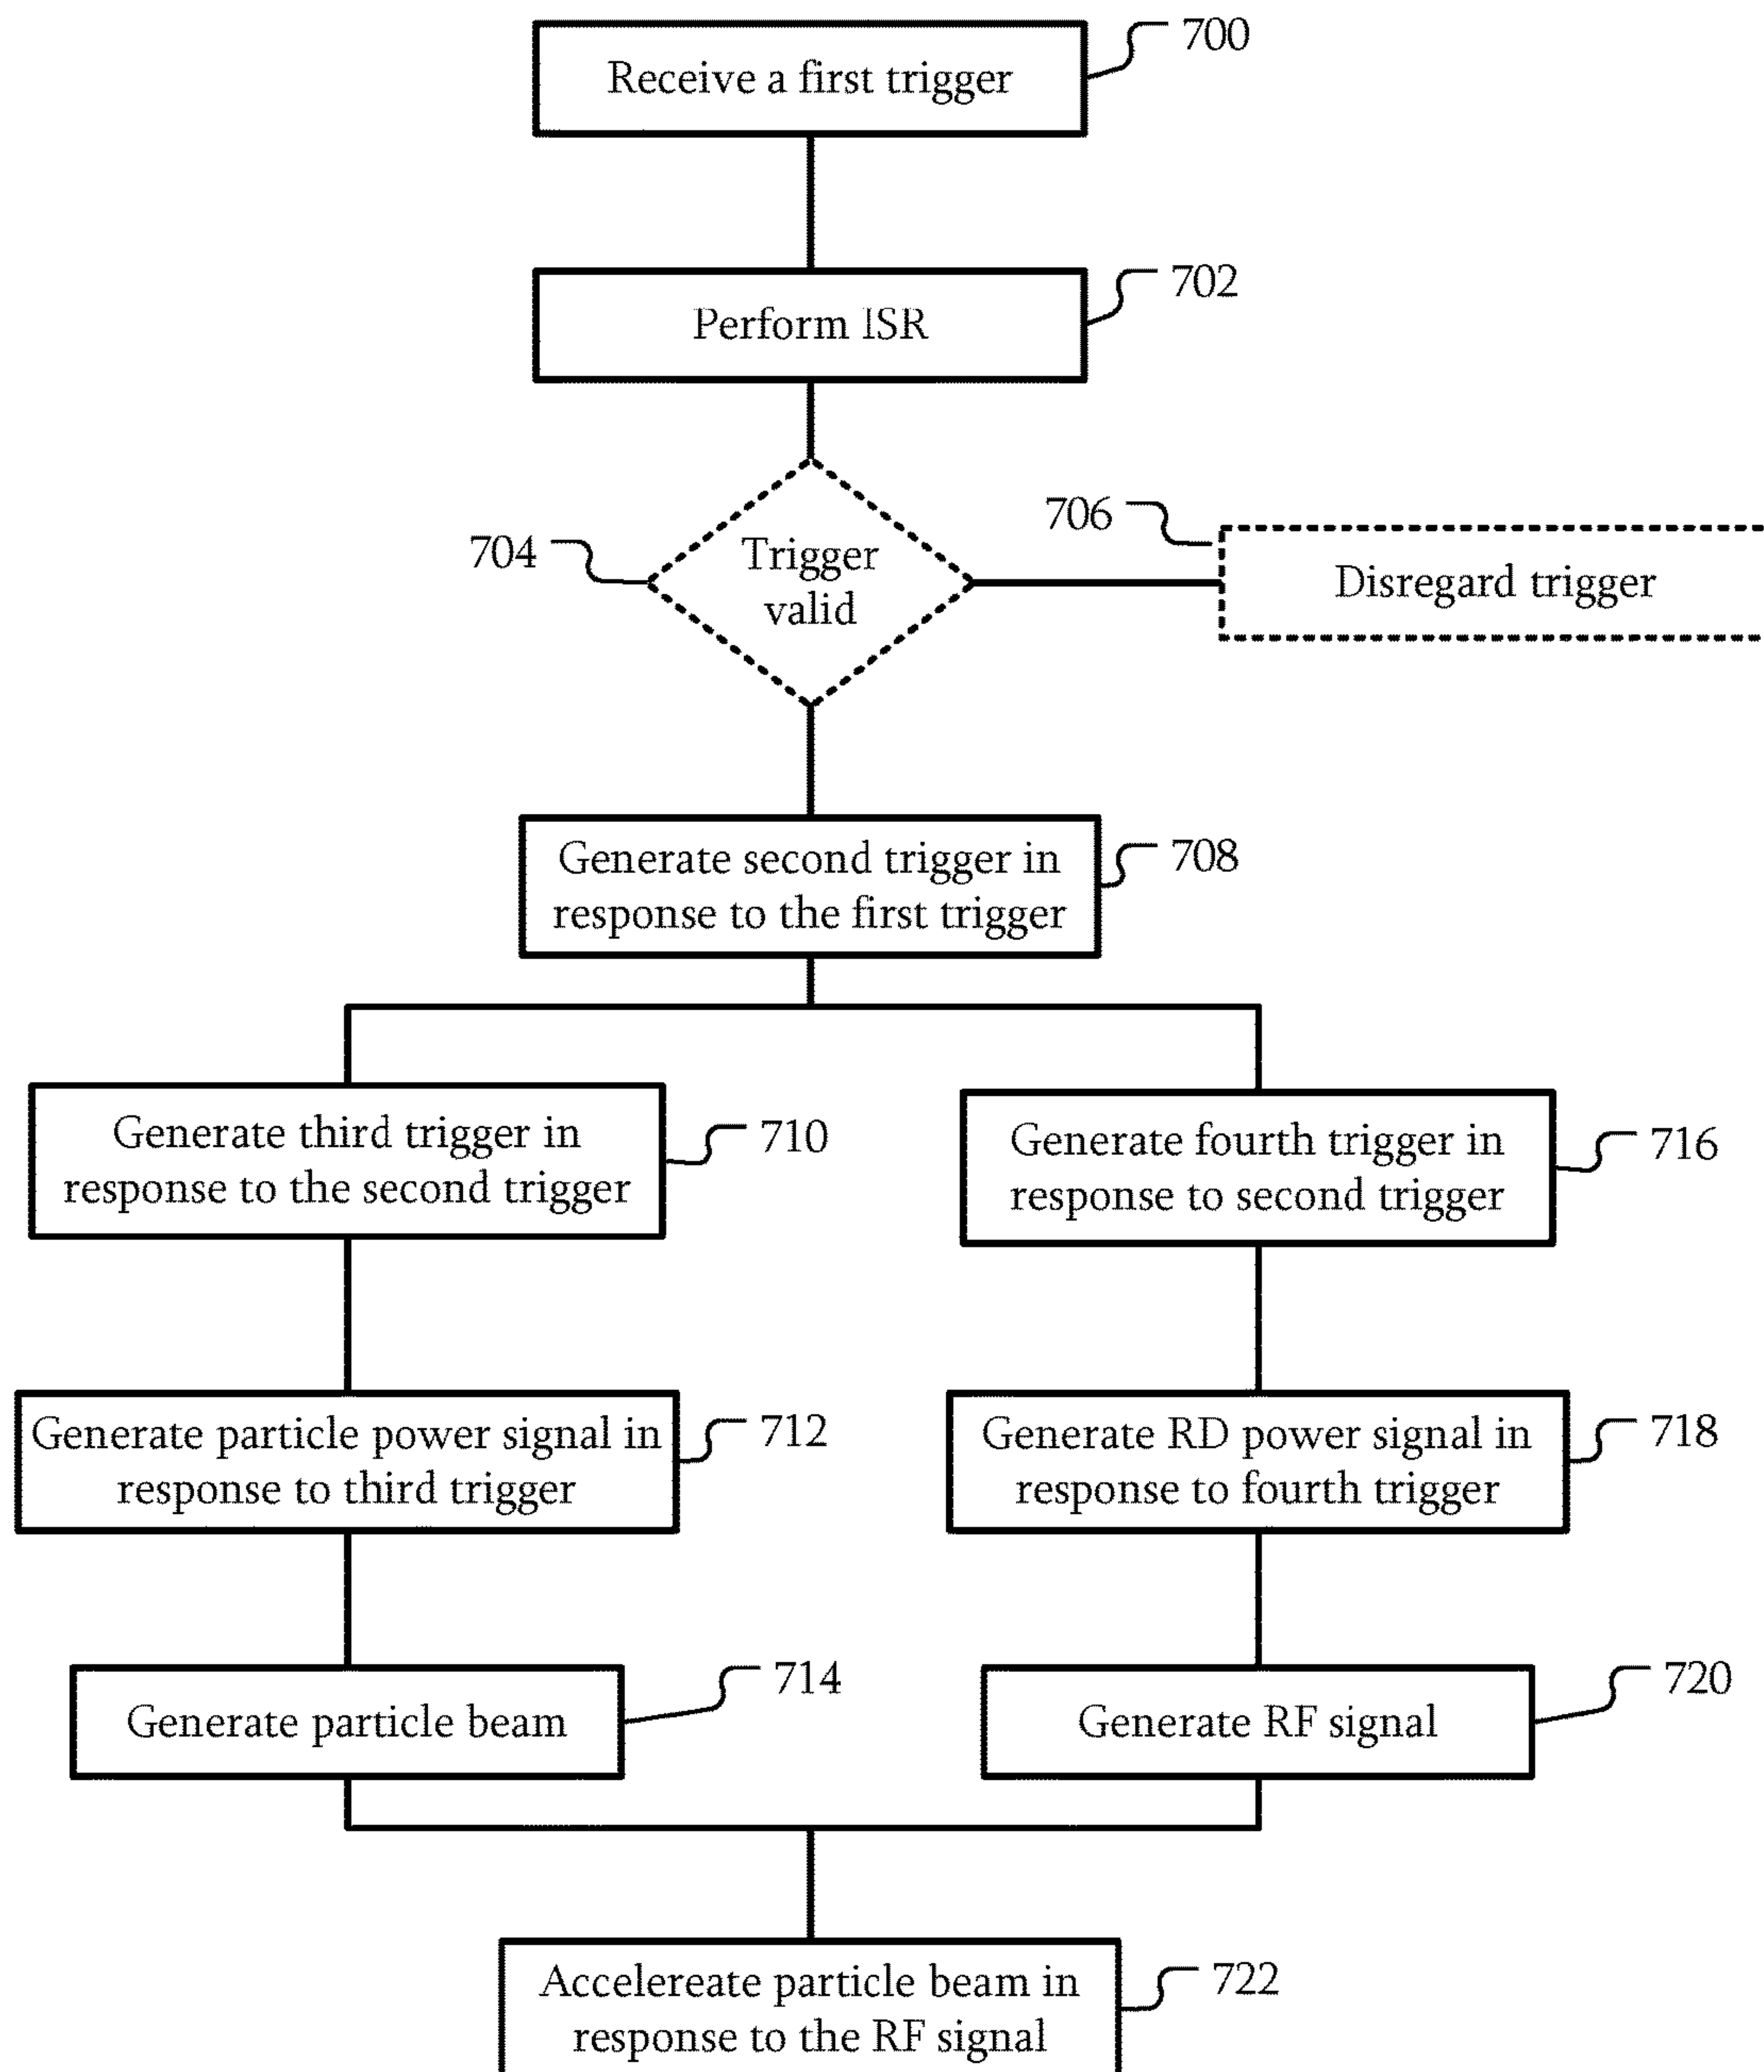 Receive a first trigger
700
Perform ISR
702
704
Trigger
valid
706
Disregard trigger
Generate second trigger in
response to the first trigger
708
Generate third trigger in
response to the second trigger
710
Generate fourth trigger in
response to second trigger
716
Generate particle power signal in
response to third trigger
712
Generate RD power signal in
response to fourth trigger
718
Generate particle beam
714
Generate RF signal
720
Accelereate particle beam in
response to the RF signal
722